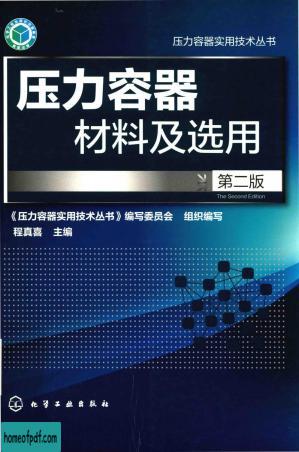 压力容器实用技术丛书
压力容器
材料及选用
第二版
The Second Edition
《压力容器实用技术丛书》编写委员会 组织编写
程真喜 主编
化学工业出版社
homeofpdf.com